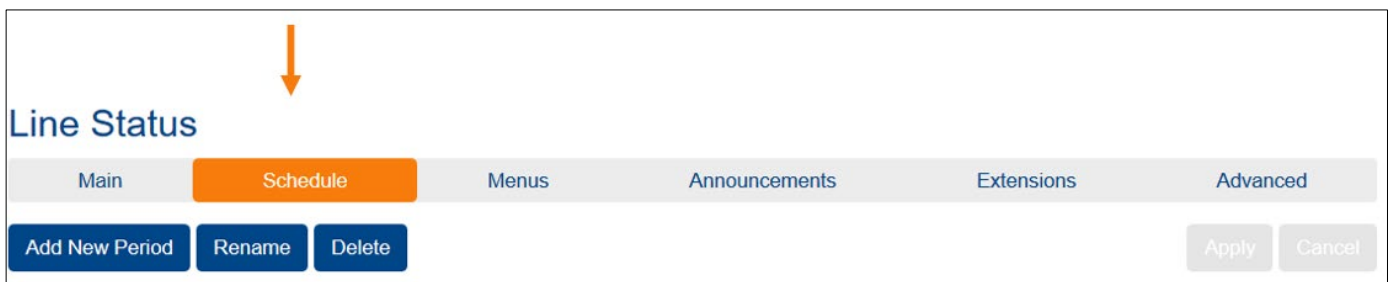 Line Status
Main Schedule Menus Announcements Extensions Advanced
Add New Period Rename Delete Apply Cancel